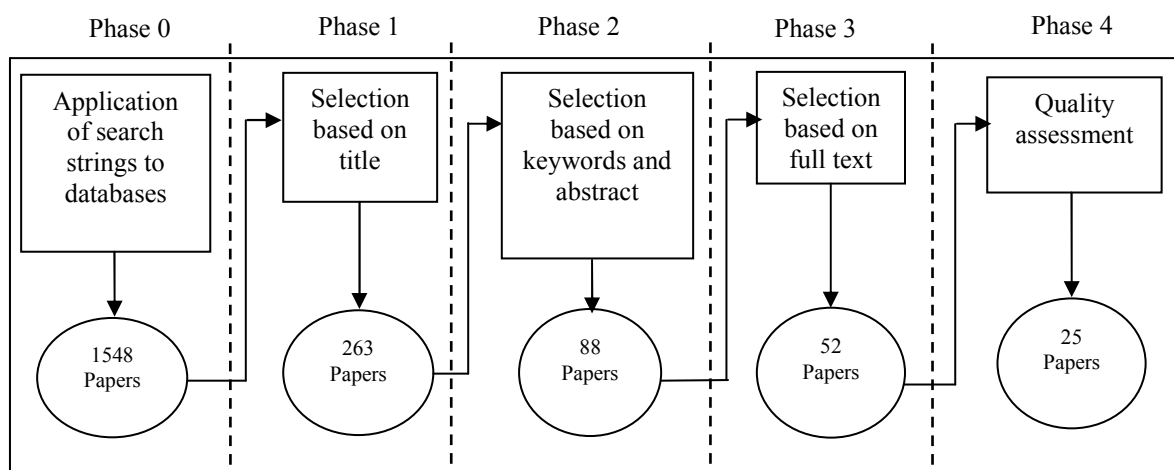 Phase 0
Phase 1
Phase 2
Phase 3
Phase 4
Application
of search
strings to
databases
Selection
based on
title
Selection
based on
keywords and
abstract
Selection
based on
full text
Quality
assessment
1548
Papers
263
Papers
88
Papers
52
Papers
25
Papers